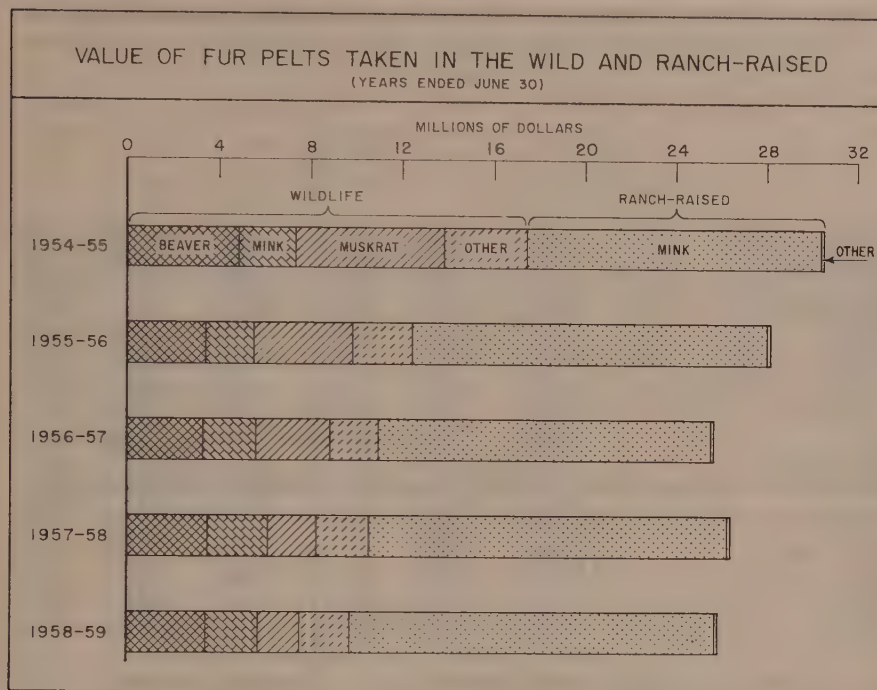 VALUE OF FUR PELTS TAKEN IN THE WILD AND RANCH-RAISED
(YEARS ENDED JUNE 30)
MILLIONS OF DOLLARS
0 4 8 12 16 20 24 28 32
WILDLIFE RANCH-RAISED
1954-55 BEAVER MINK MUSKRAT OTHER MINK OTHER
1955-56
1956-57
1957-58
1958-59